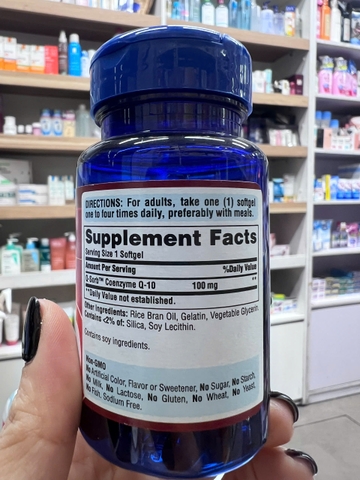 DIRECTIONS: For adults, take one (1) softgel
one to four times daily, preferably with meals.
Supplement Facts
Serving Size 1 Softgel
Amount Per Serving %Daily Value
Q-Sorb™ Coenzyme Q-10 100 mg **
**Daily Value not established.
Other Ingredients: Rice Bran Oil, Gelatin, Vegetable Glycerin.
Contains <2% of: Silica, Soy Lecithin.
Contains soy ingredients.
Non-GMO
No Artificial Color, Flavor or Sweetener, No Sugar, No Starch,
No Milk, No Lactose, No Gluten, No Wheat, No Yeast,
No Fish, Sodium Free.